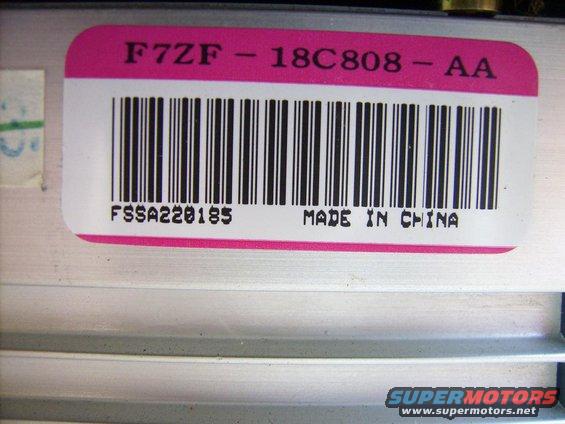 F7ZF - 18C808 - AA
FSSA220185 MADE IN CHINA
SUPERMOTORS
www.supermotors.net